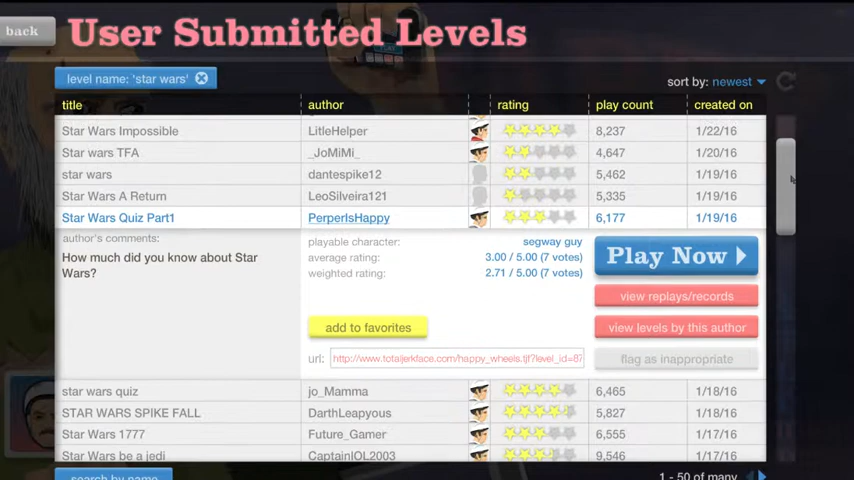 back
User Submitted Levels
level name: 'star wars'
sort by: newest
title author rating play count created on
Star Wars Impossible LitleHelper 8,237 1/22/16
Star wars TFA _JoMiMi_ 4,647 1/20/16
star wars dantespike12 5,462 1/19/16
Star Wars A Return LeoSilveira121 5,335 1/19/16
Star Wars Quiz Part1 PerperIsHappy 6,177 1/19/16
author's comments:
How much did you know about Star
Wars?
playable character: segway guy
average rating: 3.00 / 5.00 (7 votes)
weighted rating: 2.71 / 5.00 (7 votes)
Play Now
view replays/records
add to favorites
view levels by this author
url: http://www.totaljerkface.com/happy_wheels.tjf?level_id=87
flag as inappropriate
star wars quiz jo_Mamma 6,465 1/18/16
STAR WARS SPIKE FALL DarthLeapyous 5,827 1/18/16
Star Wars 1777 Future_Gamer 6,555 1/17/16
Star Wars be a jedi CaptainIOL2003 9,546 1/17/16
search by name
1 - 50 of many